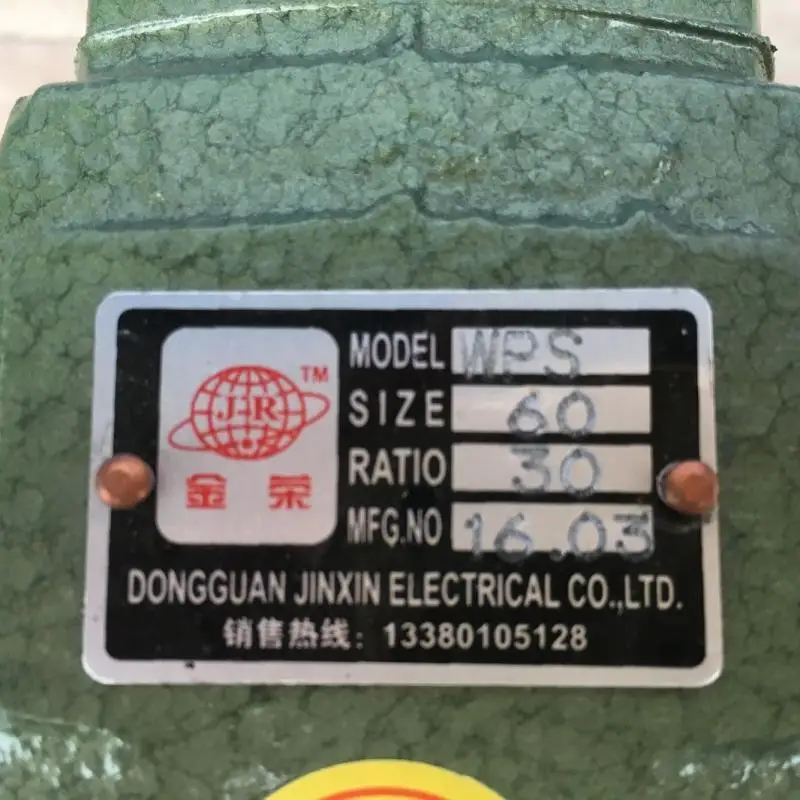 JR TM
金荣
MODEL WPS
SIZE 60
RATIO 30
MFG.NO 16.03
DONGGUAN JINXIN ELECTRICAL CO.,LTD.
销售热线：13380105128